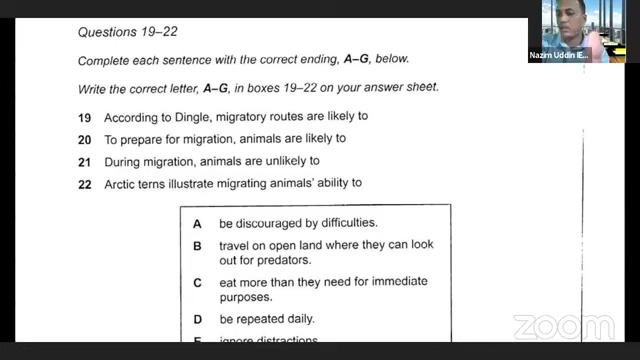 Questions 19–22
Complete each sentence with the correct ending, A–G, below.
Write the correct letter, A–G, in boxes 19–22 on your answer sheet.
19 According to Dingle, migratory routes are likely to
20 To prepare for migration, animals are likely to
21 During migration, animals are unlikely to
22 Arctic terns illustrate migrating animals' ability to
A be discouraged by difficulties.
B travel on open land where they can look
out for predators.
C eat more than they need for immediate
purposes.
D be repeated daily.
E ignore distractions.
Nazim Uddin IE...
zoom